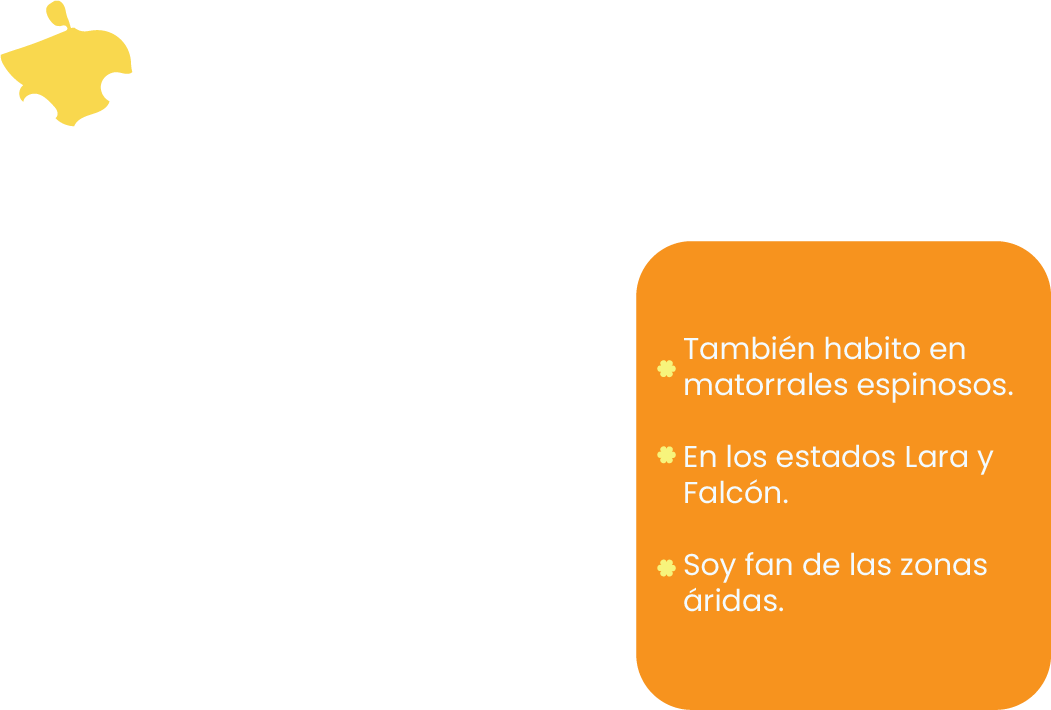 También habito en
matorrales espinosos.
En los estados Lara y
Falcón.
Soy fan de las zonas
áridas.